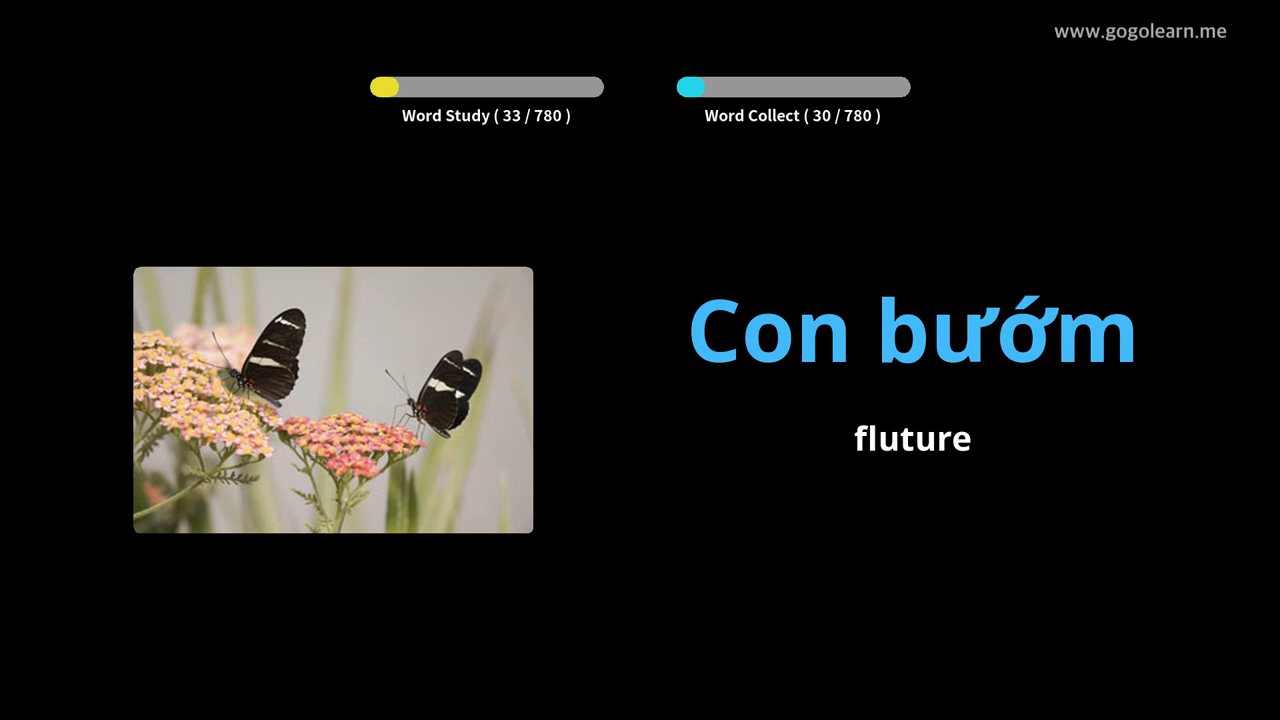 www.gogolearn.me
Word Study ( 33 / 780 )
Word Collect ( 30 / 780 )
Con bướm
fluture